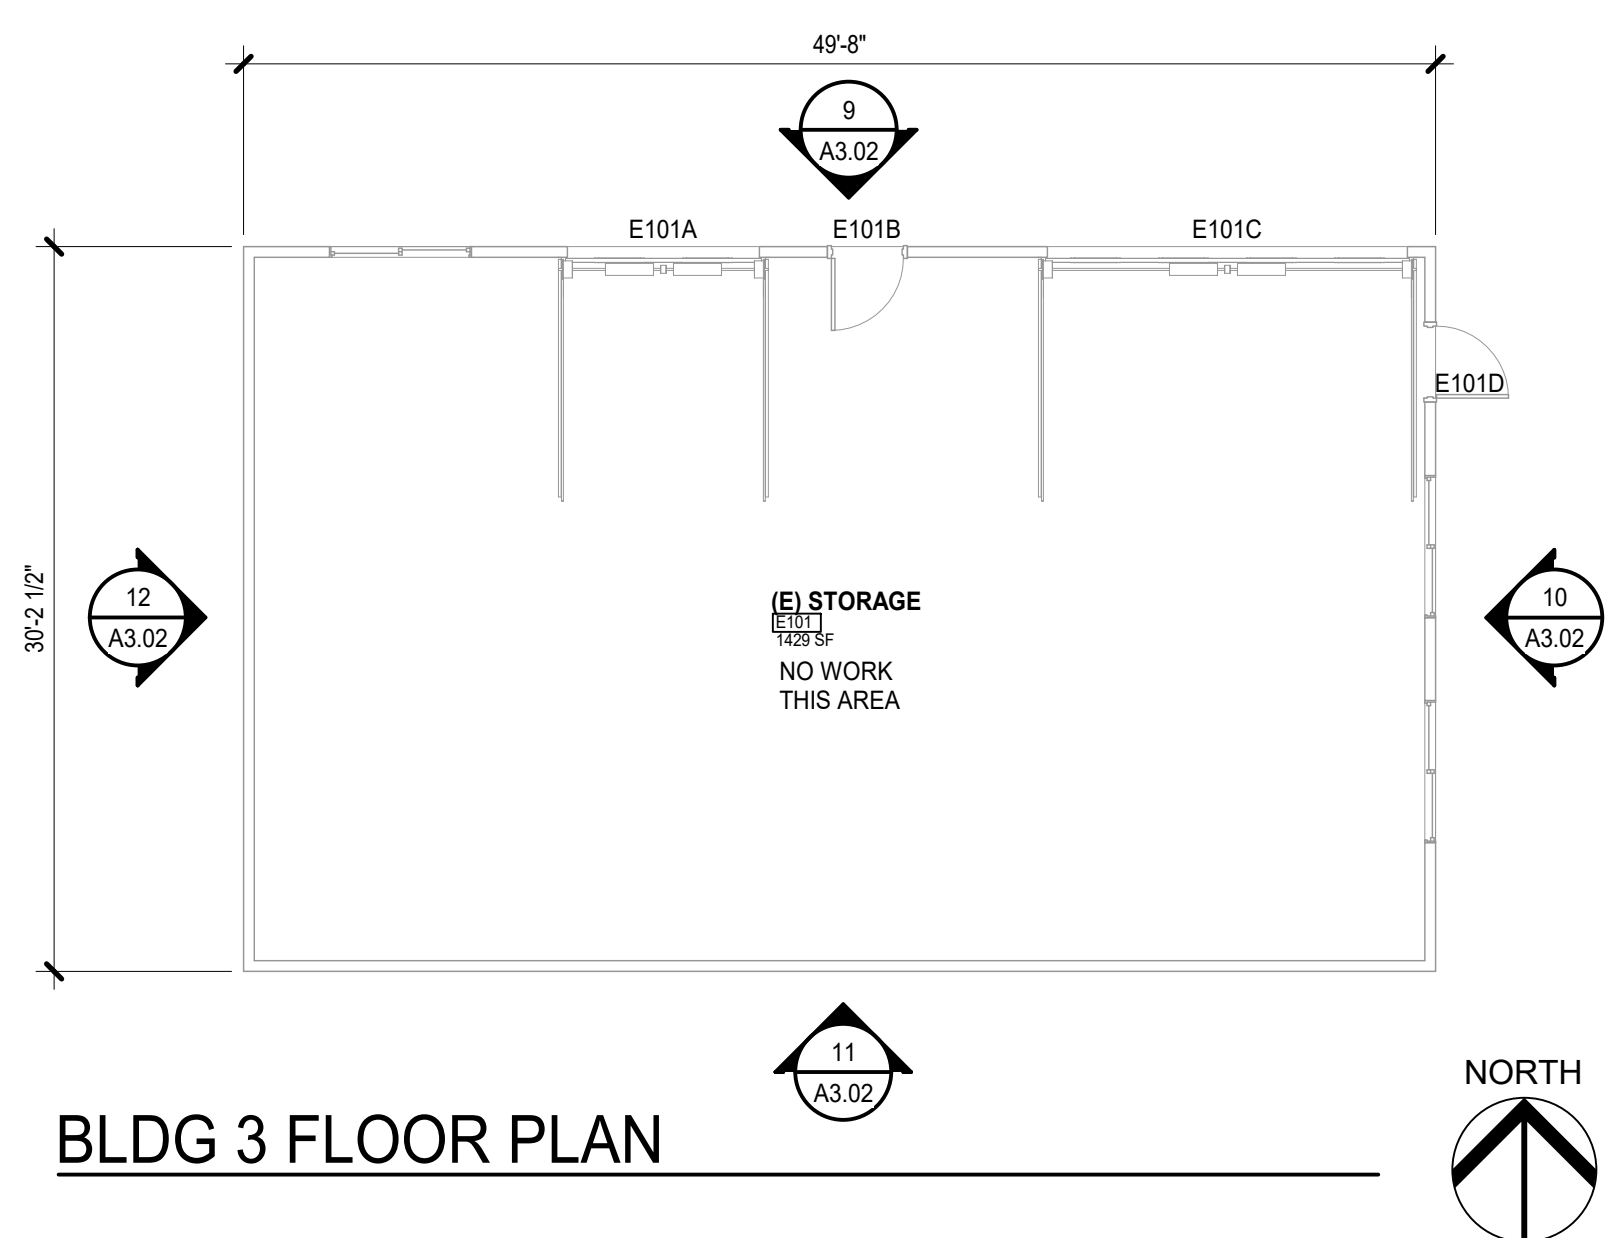 49'-8"
9
A3.02
E101A
E101B
E101C
E101D
30'-2 1/2"
12
A3.02
10
A3.02
(E) STORAGE
E101
1429 SF
NO WORK
THIS AREA
11
A3.02
NORTH
BLDG 3 FLOOR PLAN